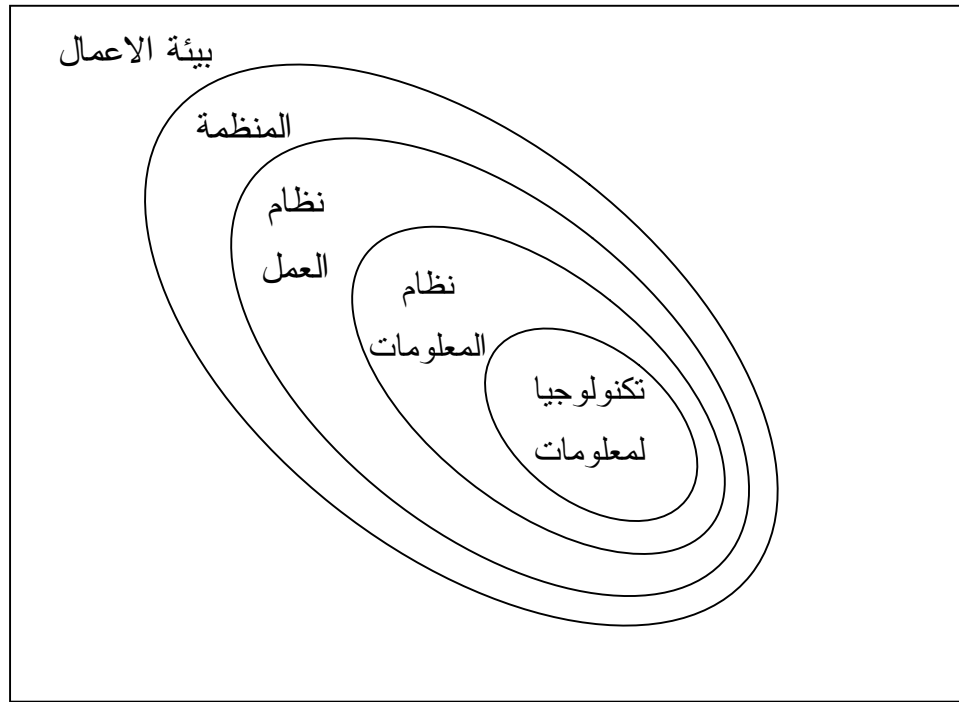 بيئة الاعمال
المنظمة
نظام
العمل
نظام
المعلومات
تكنولوجيا
لمعلومات